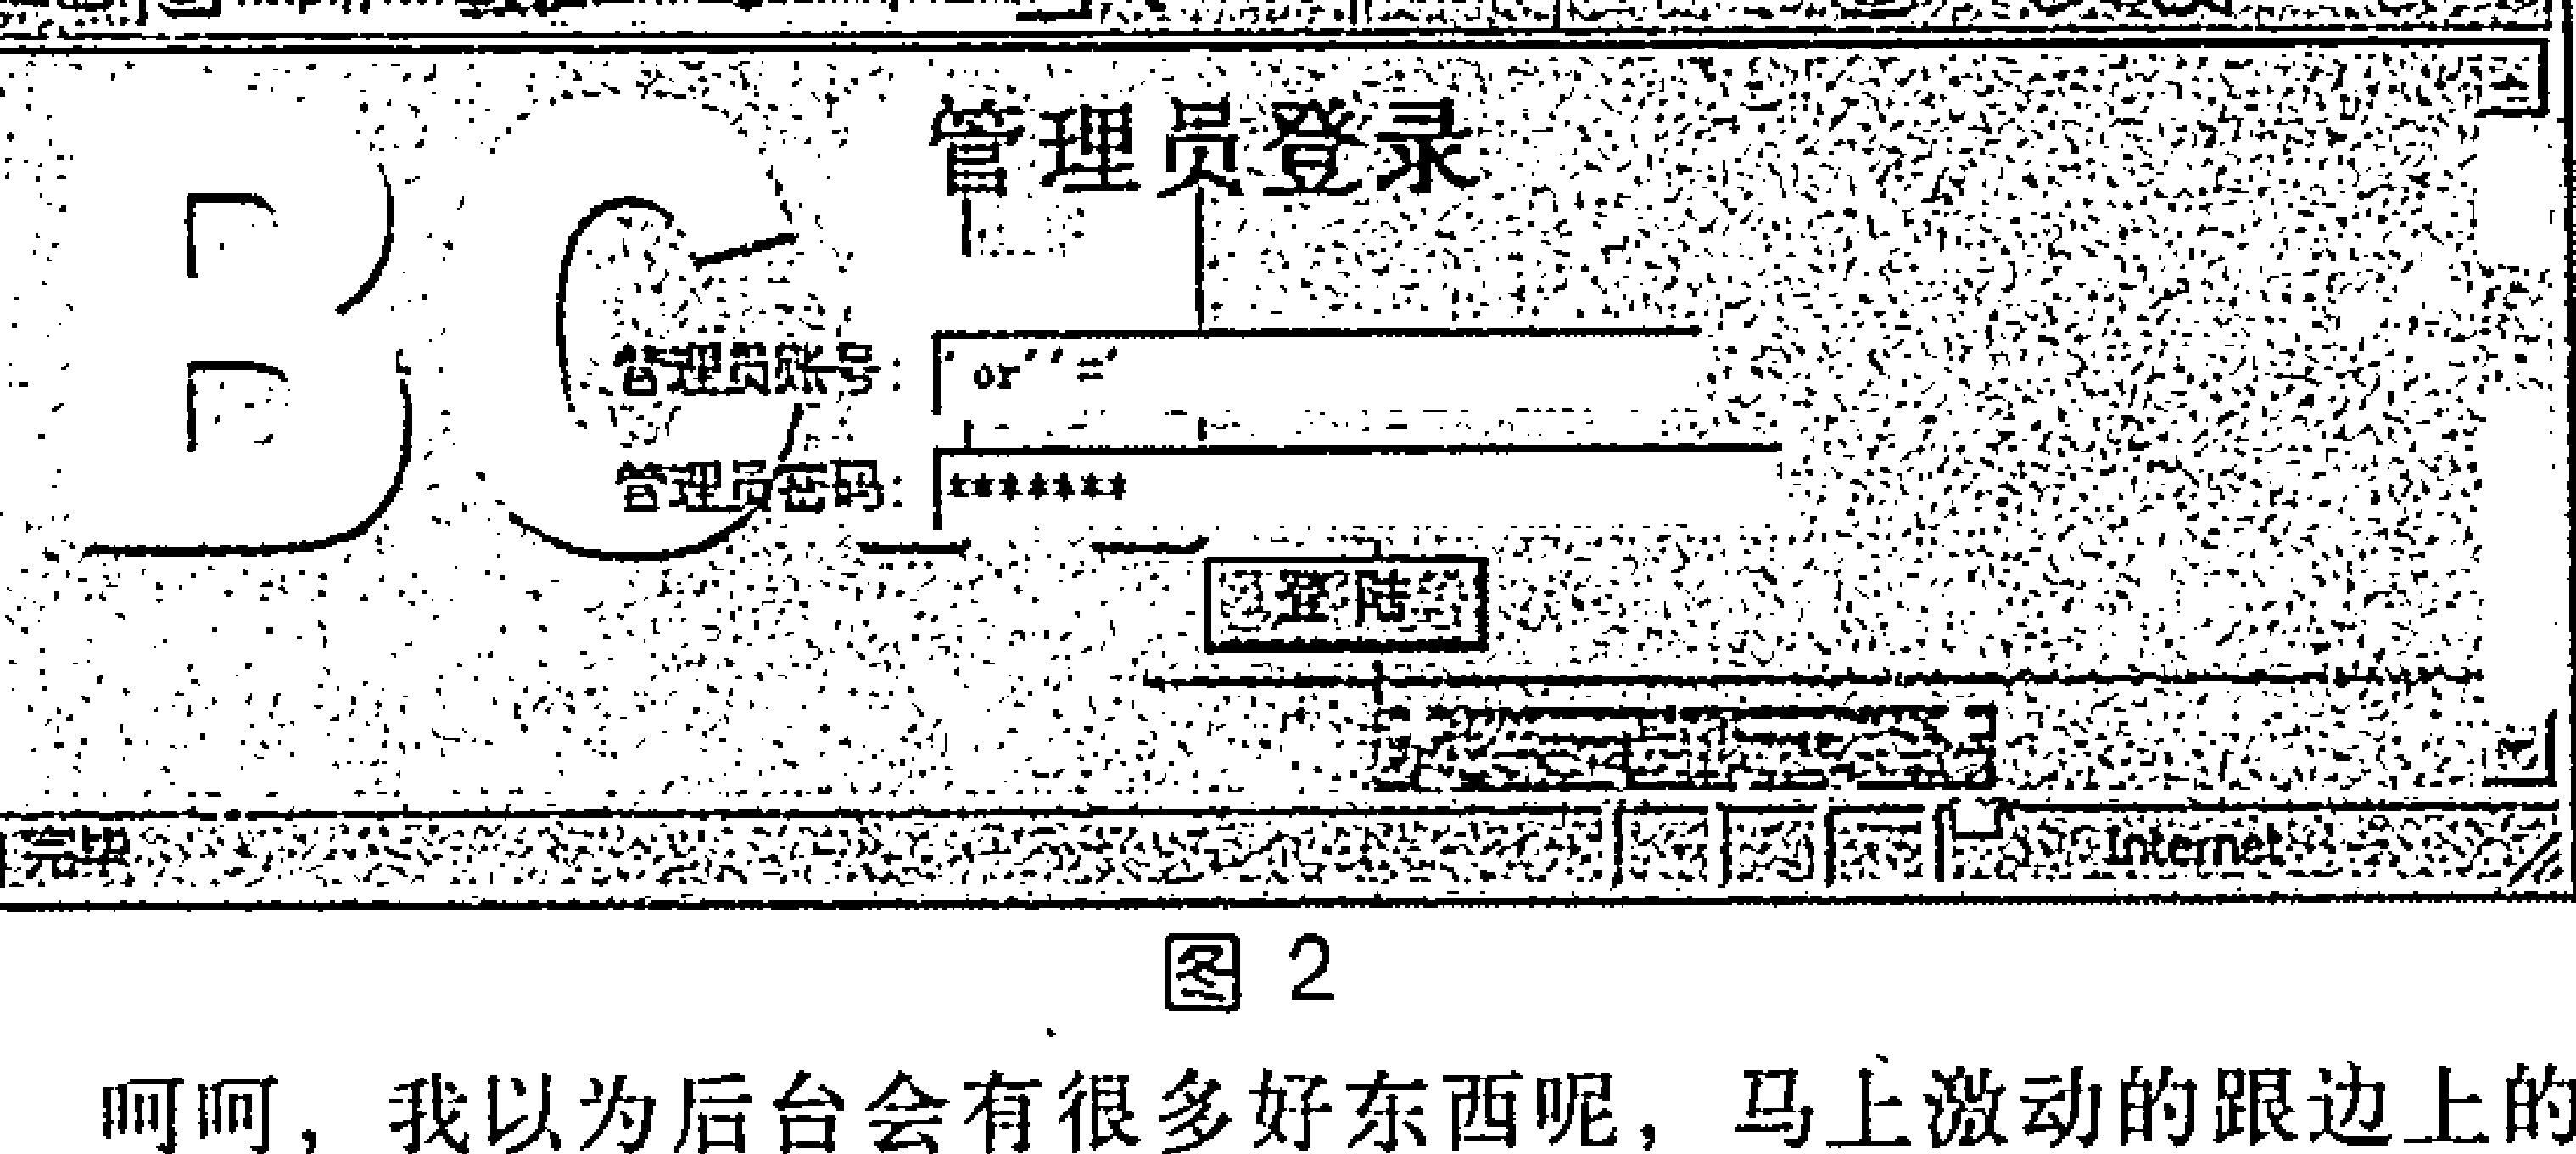 管理员登录
BC
管理员账号: ' or''='
管理员密码: *******
登陆
完毕
Internet
图 2
呵呵，我以为后台会有很多好东西呢，马上激动的跟边上的